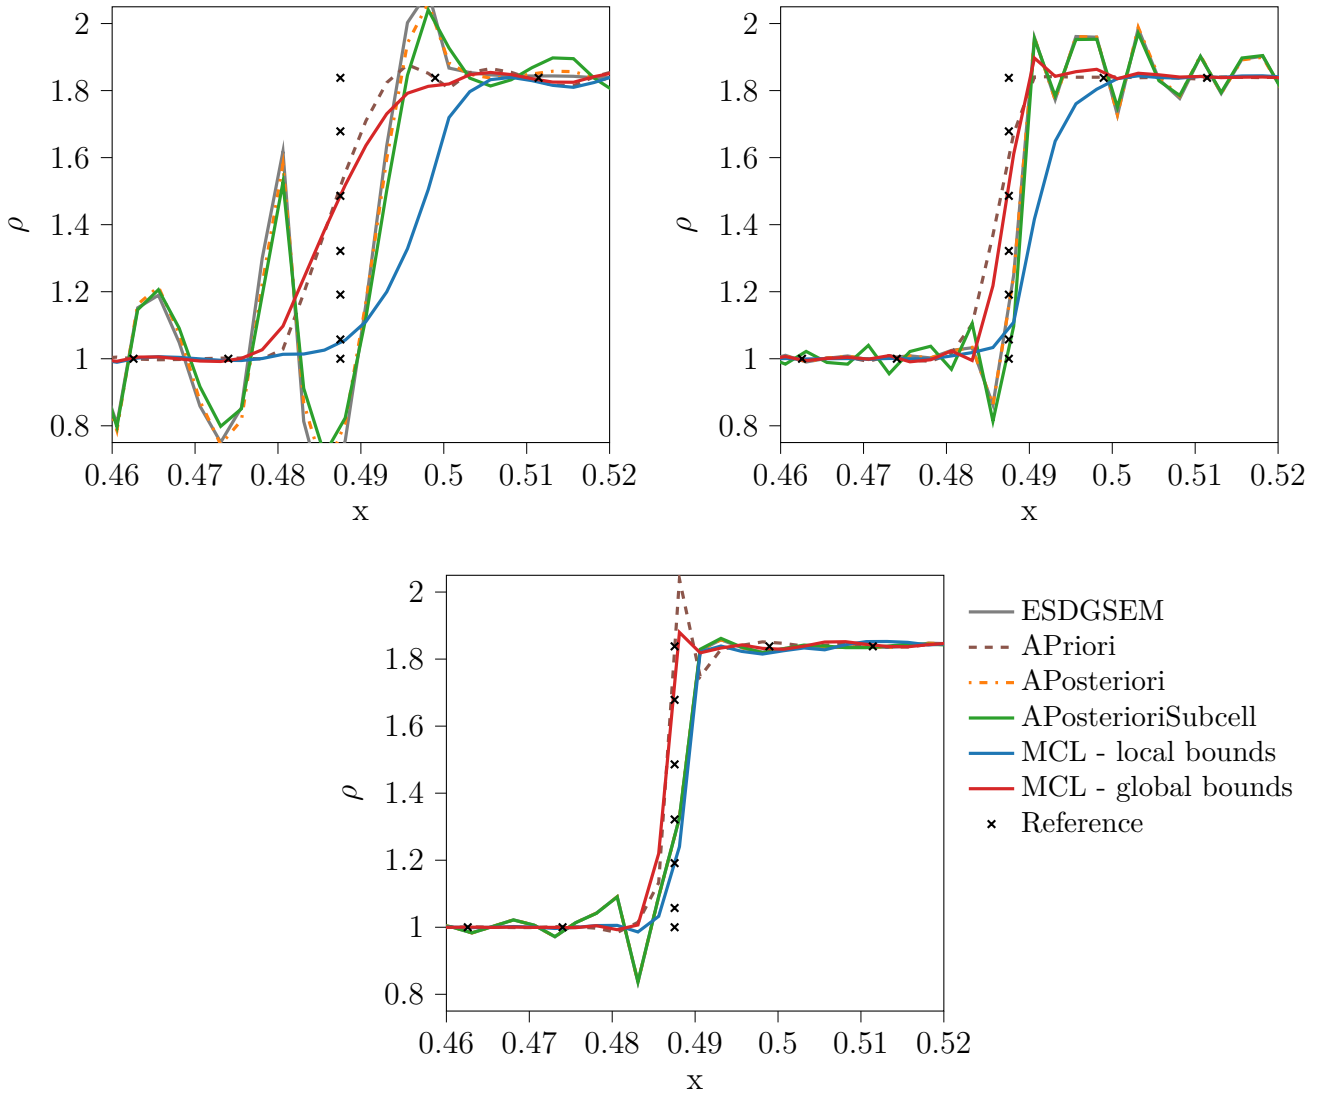 2
1.8
1.6
1.4
1.2
1
0.8
ρ
0.46 0.47 0.48 0.49 0.5 0.51 0.52
x
2
1.8
1.6
1.4
1.2
1
0.8
ρ
0.46 0.47 0.48 0.49 0.5 0.51 0.52
x
2
1.8
1.6
1.4
1.2
1
0.8
ρ
0.46 0.47 0.48 0.49 0.5 0.51 0.52
x
ESDGSEM
APriori
APosteriori
APosterioriSubcell
MCL - local bounds
MCL - global bounds
Reference